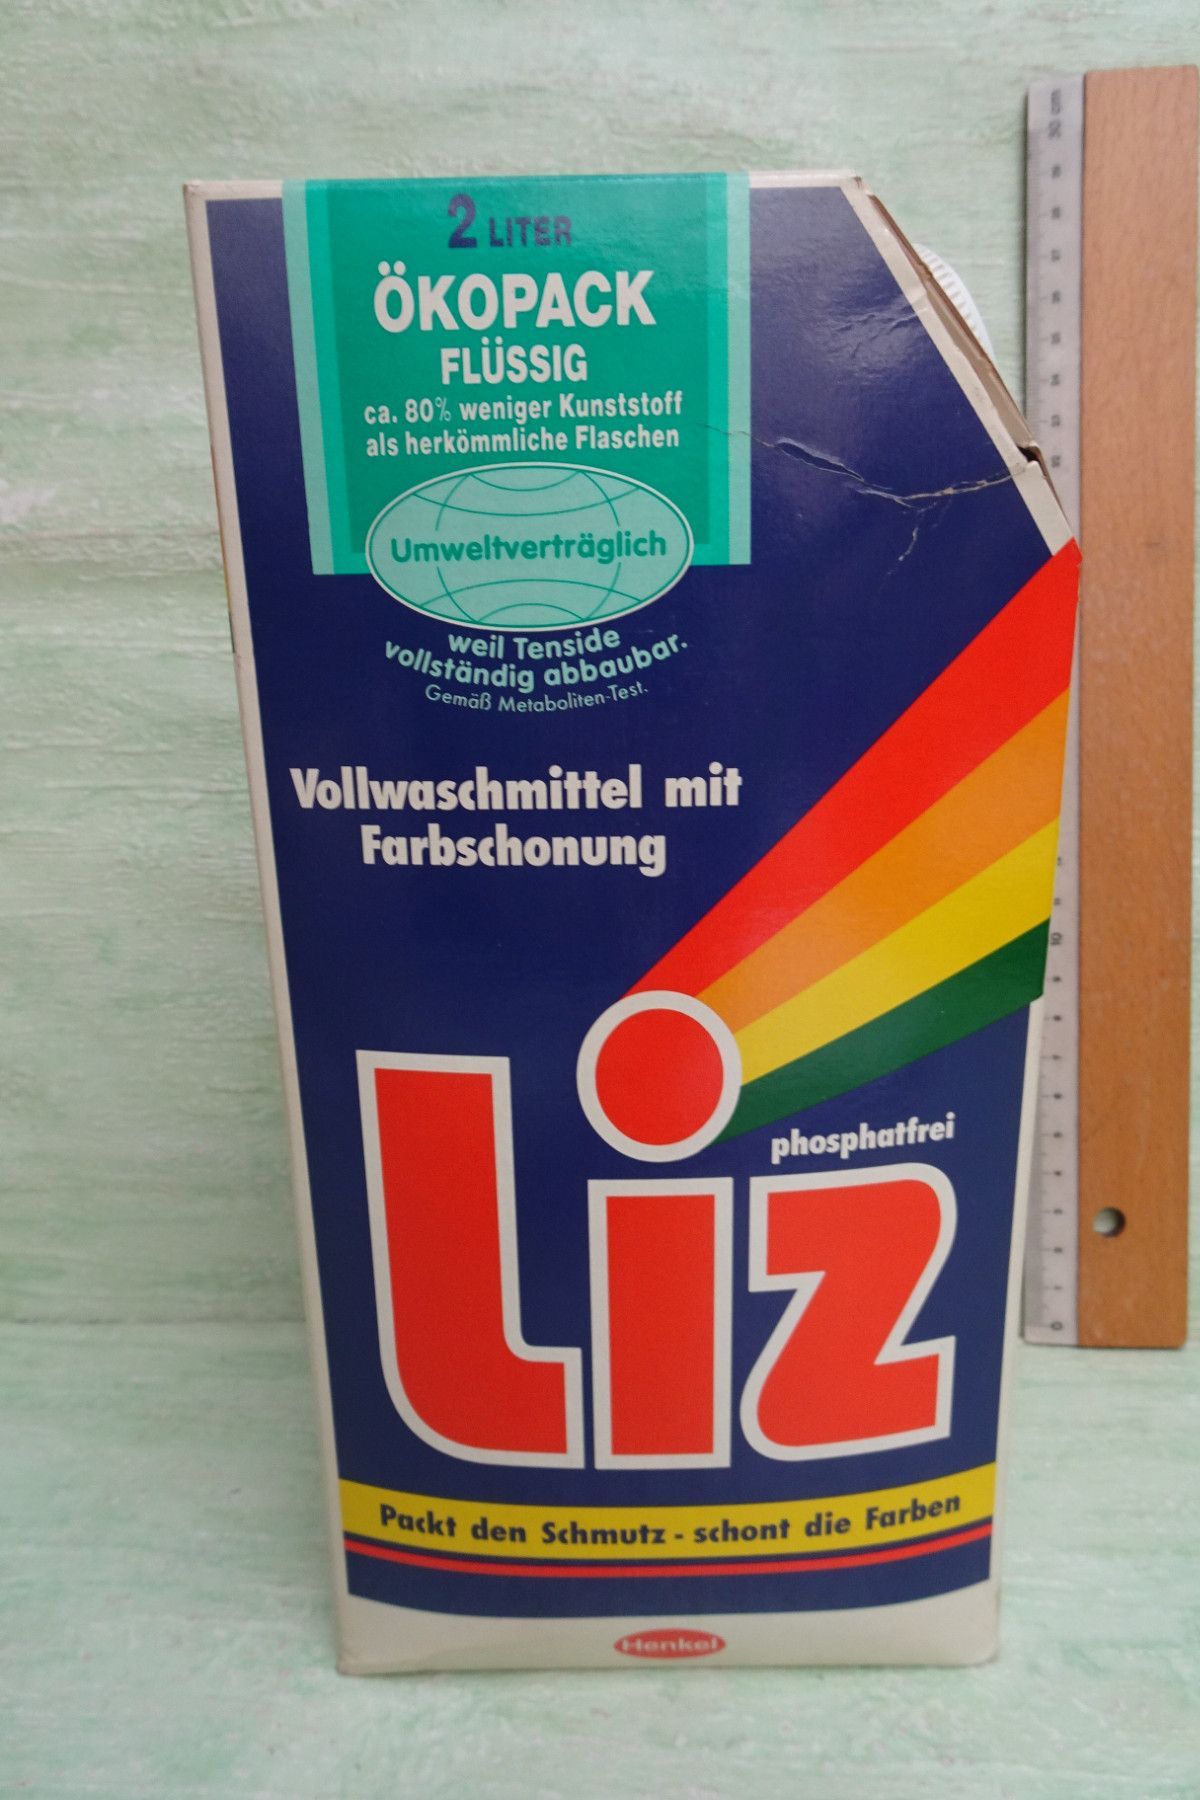 2 LITER
ÖKOPACK
FLÜSSIG
ca. 80% weniger Kunststoff
als herkömmliche Flaschen
Umweltverträglich
weil Tenside
vollständig abbaubar.
Gemäß Metaboliten-Test.
Vollwaschmittel mit
Farbschonung
phosphatfrei
Liz
Packt den Schmutz - schont die Farben
Henkel